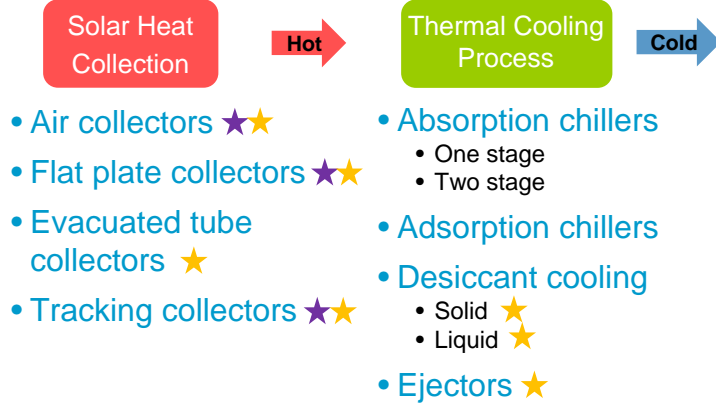 Solar Heat
Collection
Hot
Thermal Cooling
Process
Cold
• Air collectors
• Flat plate collectors
• Evacuated tube
collectors
• Tracking collectors
• Absorption chillers
• One stage
• Two stage
• Adsorption chillers
• Desiccant cooling
• Solid
• Liquid
• Ejectors